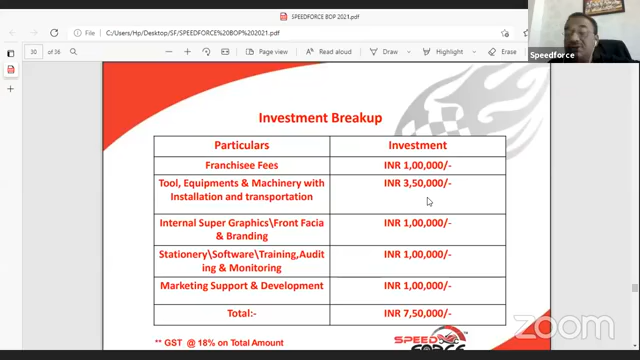 SPEEDFORCE BOP 2021.pdf
File
C:/Users/Hp/Desktop/SF/SPEEDFORCE%20BOP%202021.pdf
30 of 36
Page view
Read aloud
Draw
Highlight
Erase
Speedforce
Investment Breakup
Particulars
Investment
Franchisee Fees
INR 1,00,000/-
Tool, Equipments & Machinery with
Installation and transportation
INR 3,50,000/-
Internal Super Graphics\Front Facia
& Branding
INR 1,00,000/-
Stationery\Software\Training,Audit
ing & Monitoring
INR 1,00,000/-
Marketing Support & Development
INR 1,00,000/-
Total:-
INR 7,50,000/-
** GST @ 18% on Total Amount
SPEED
FORCE
zoom